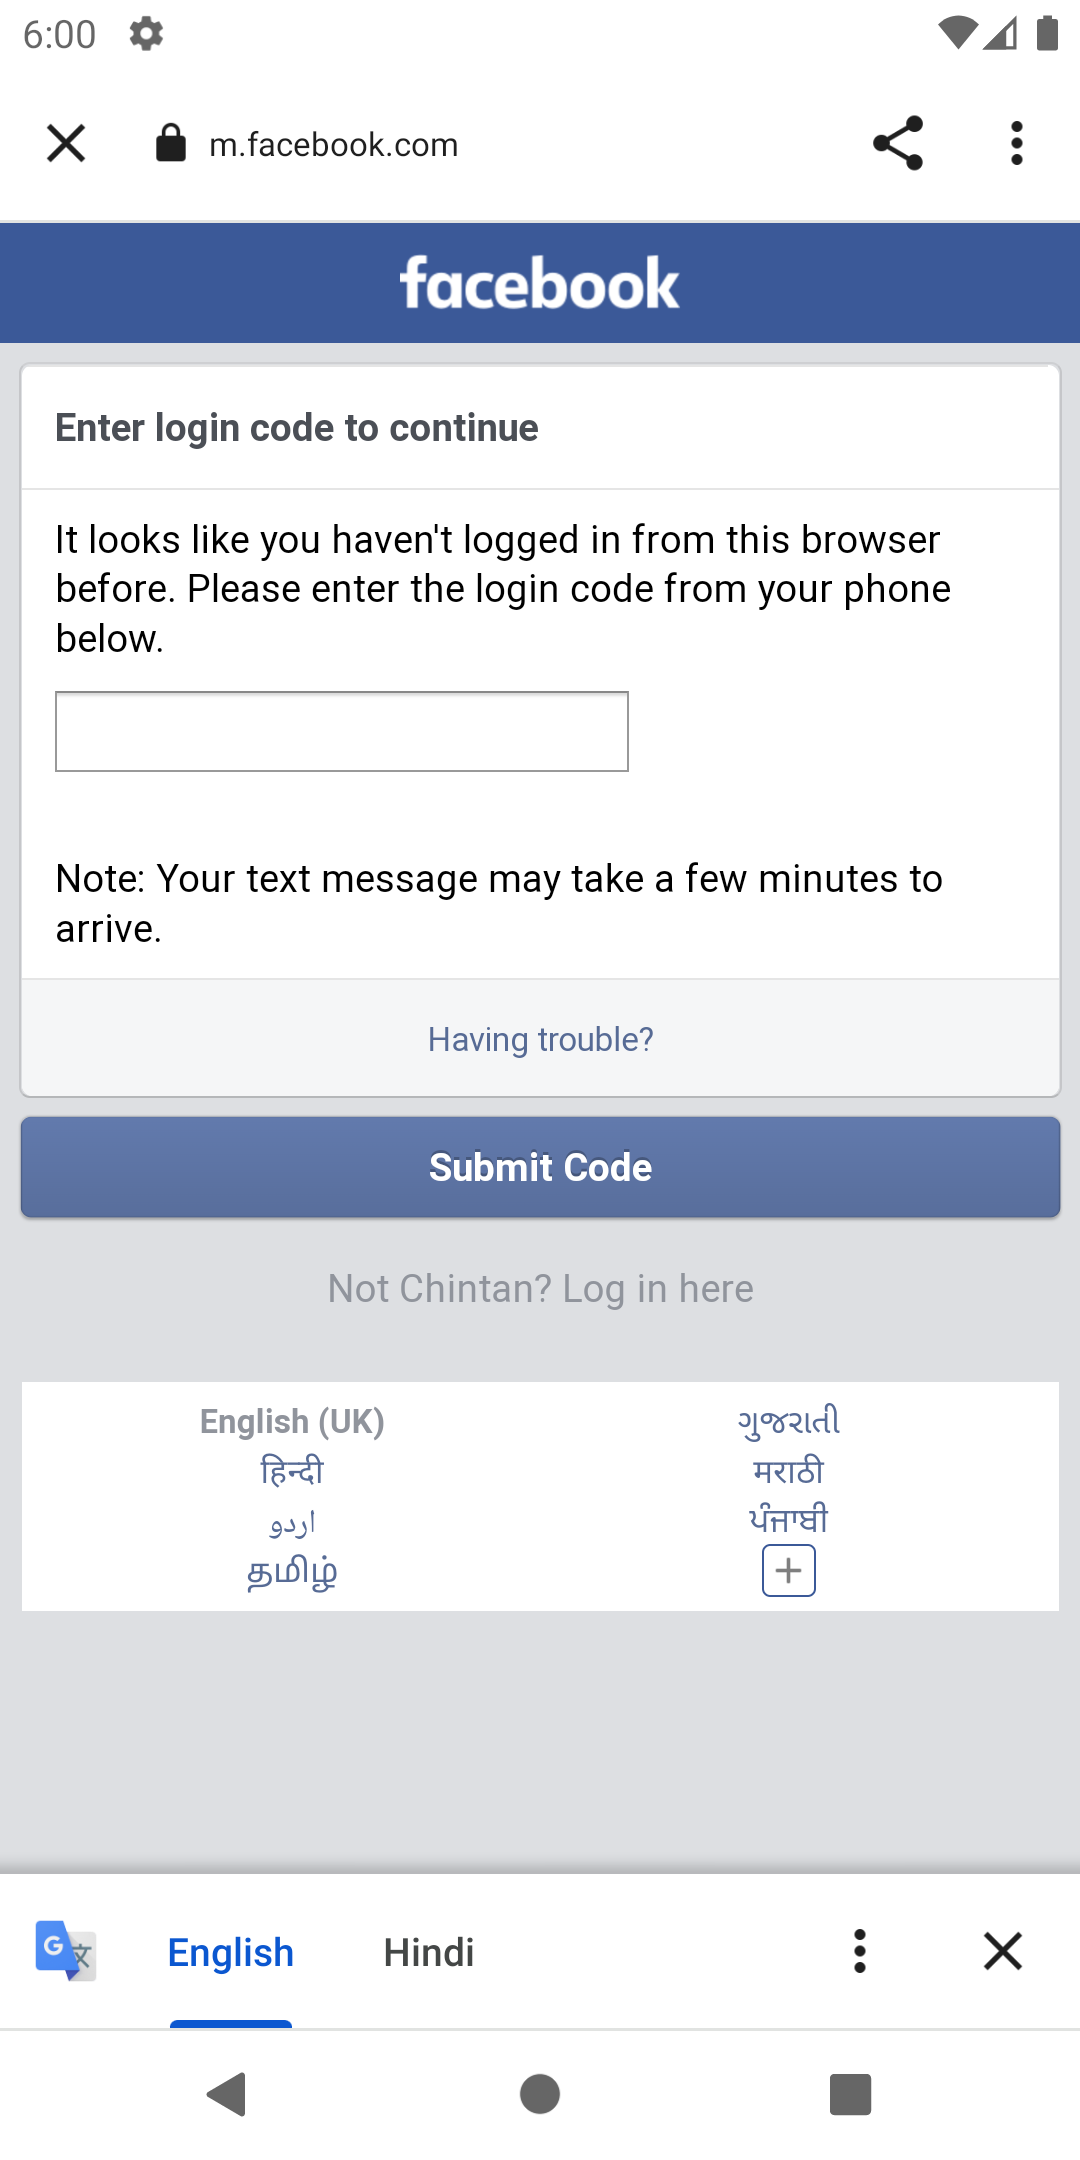 6:00
m.facebook.com
facebook
Enter login code to continue
It looks like you haven't logged in from this browser
before. Please enter the login code from your phone
below.
Note: Your text message may take a few minutes to
arrive.
Having trouble?
Submit Code
Not Chintan? Log in here
English (UK)
ગુજરાતી
हिन्दी
मराठी
اردو
ਪੰਜਾਬੀ
தமிழ்
English
Hindi